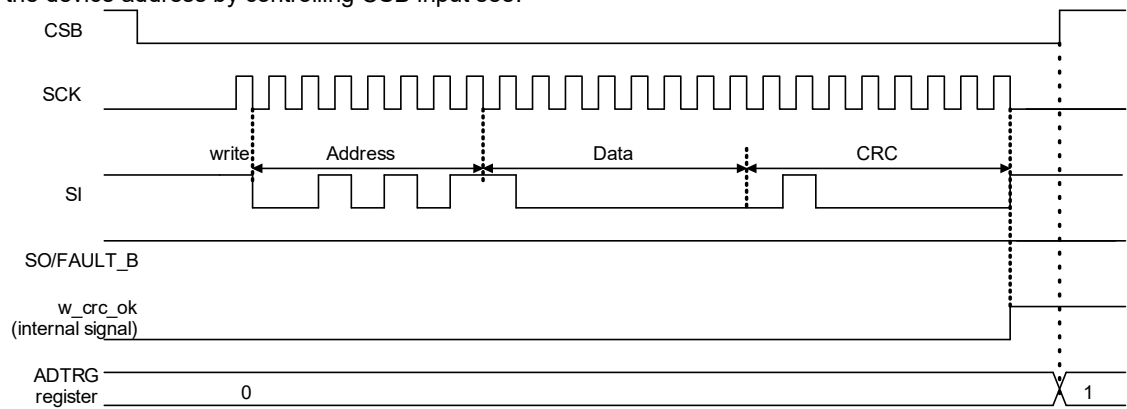 the device address by controlling CSB input use.
CSB
SCK
write Address Data CRC
SI
SO/FAULT_B
w_crc_ok
(internal signal)
ADTRG
register 0 1